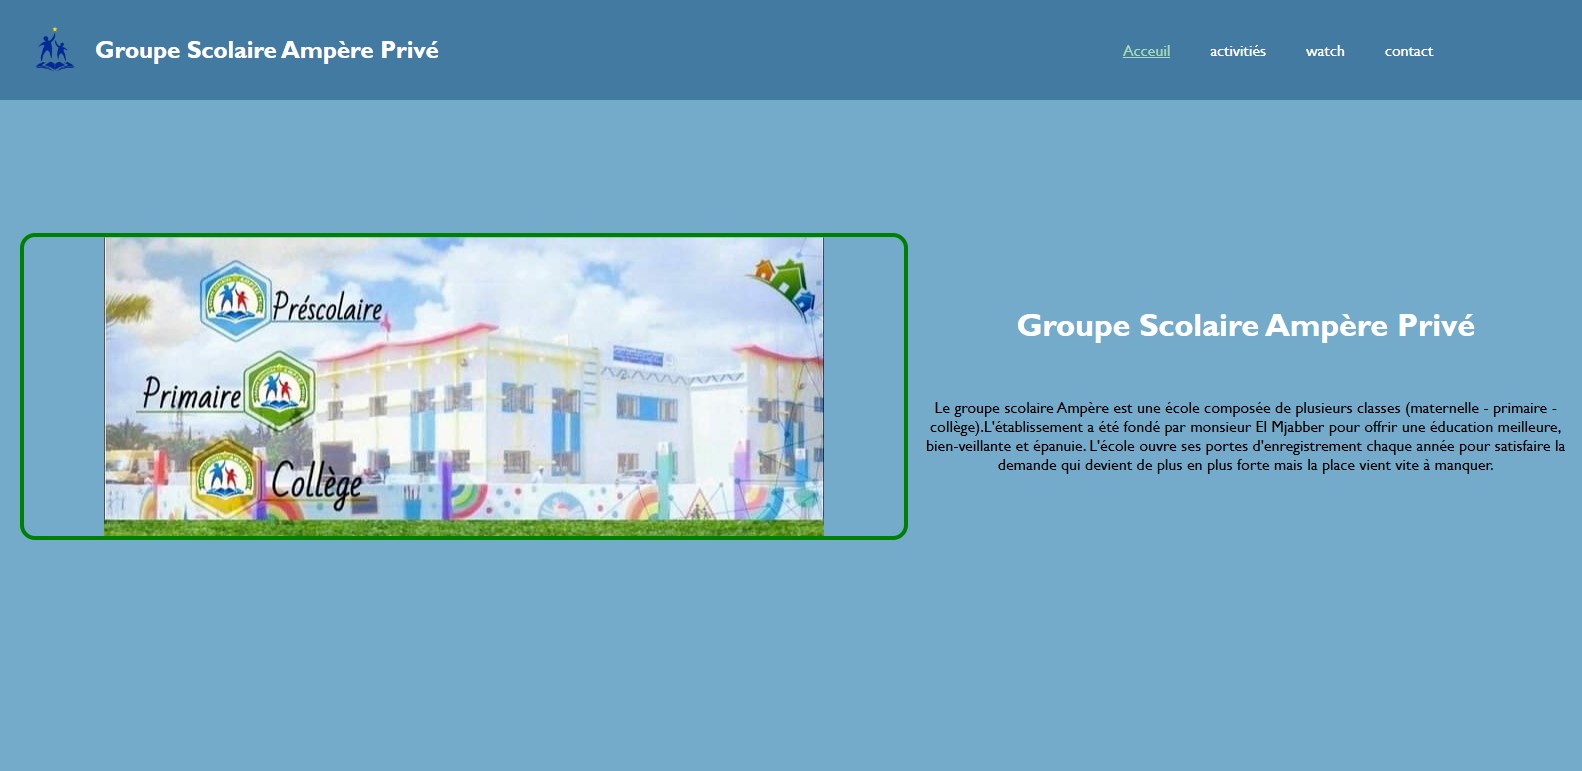 Groupe Scolaire Ampère Privé
Acceuil activitiés watch contact
Préscolaire
Primaire
Collège
Groupe Scolaire Ampère Privé
Le groupe scolaire Ampère est une école composée de plusieurs classes (maternelle - primaire -
collège).L'établissement a été fondé par monsieur El Mjabber pour offrir une éducation meilleure,
bien-veillante et épanuie. L'école ouvre ses portes d'enregistrement chaque année pour satisfaire la
demande qui devient de plus en plus forte mais la place vient vite à manquer.